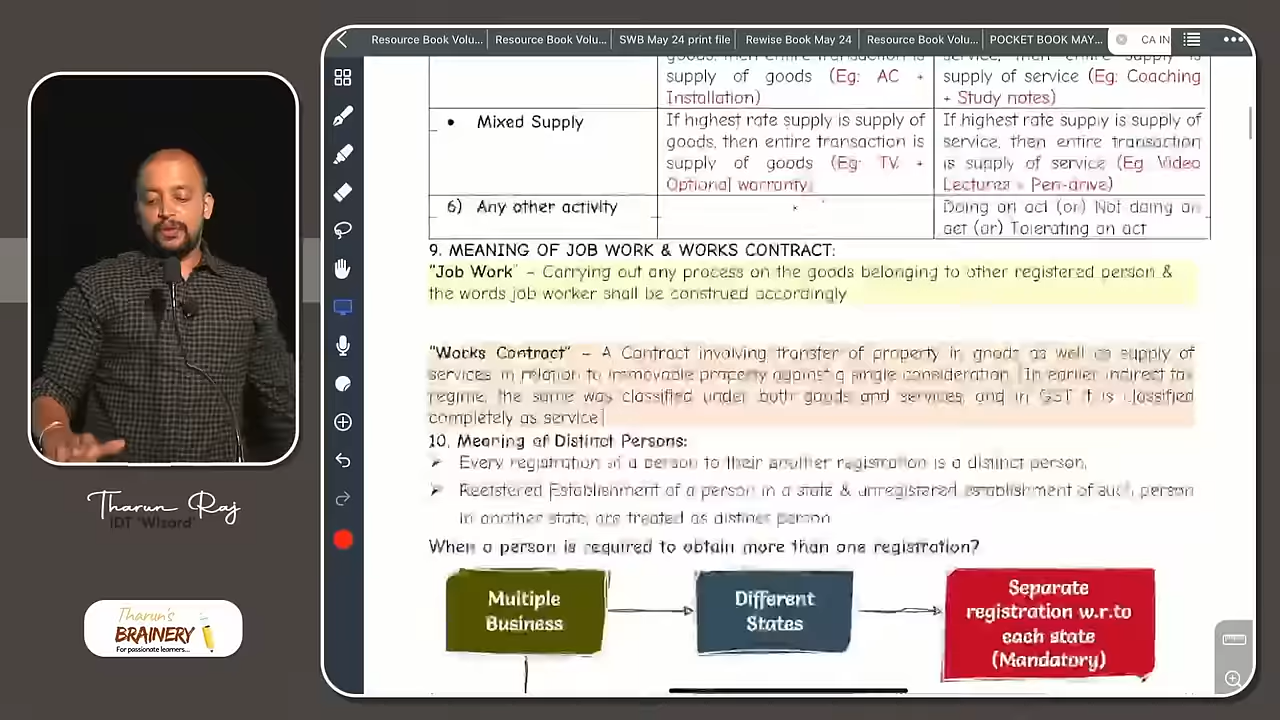 Resource Book Volu... Resource Book Volu... SWB May 24 print file Rewise Book May 24 Resource Book Volu... POCKET BOOK MAY... CA IN
supply of goods (Eg: AC +
Installation)
supply of service (Eg: Coaching
+ Study notes)
• Mixed Supply
If highest rate supply is supply of
goods, then entire transaction is
supply of goods (Eg: TV +
Optional warranty)
If highest rate supply is supply of
service, then entire transaction
is supply of service (Eg Video
Lectures + Pen-drive)
6) Any other activity
Doing an act (or) Not doing an
act (or) Tolerating an act
9. MEANING OF JOB WORK & WORKS CONTRACT:
"Job Work" – Carrying out any process on the goods belonging to other registered person &
the words job worker shall be construed accordingly
"Works Contract" – A Contract involving transfer of property in goods as well as supply of
services in relation to immovable property against a single consideration. [In earlier indirect tax
regime, the same was classified under both goods and services, and in GST it is classified
completely as service]
10. Meaning of Distinct Persons:
➤ Every registration of a person to their another registration is a distinct person.
➤ Registered Establishment of a person in a state & unregistered establishment of such person
in another state, are treated as distinct person
When a person is required to obtain more than one registration?
Multiple
Business
Different
States
Separate
registration w.r.to
each state
(Mandatory)
Tharun Raj
IDT 'Wizard'
Tharun's
BRAINERY
For passionate learners...